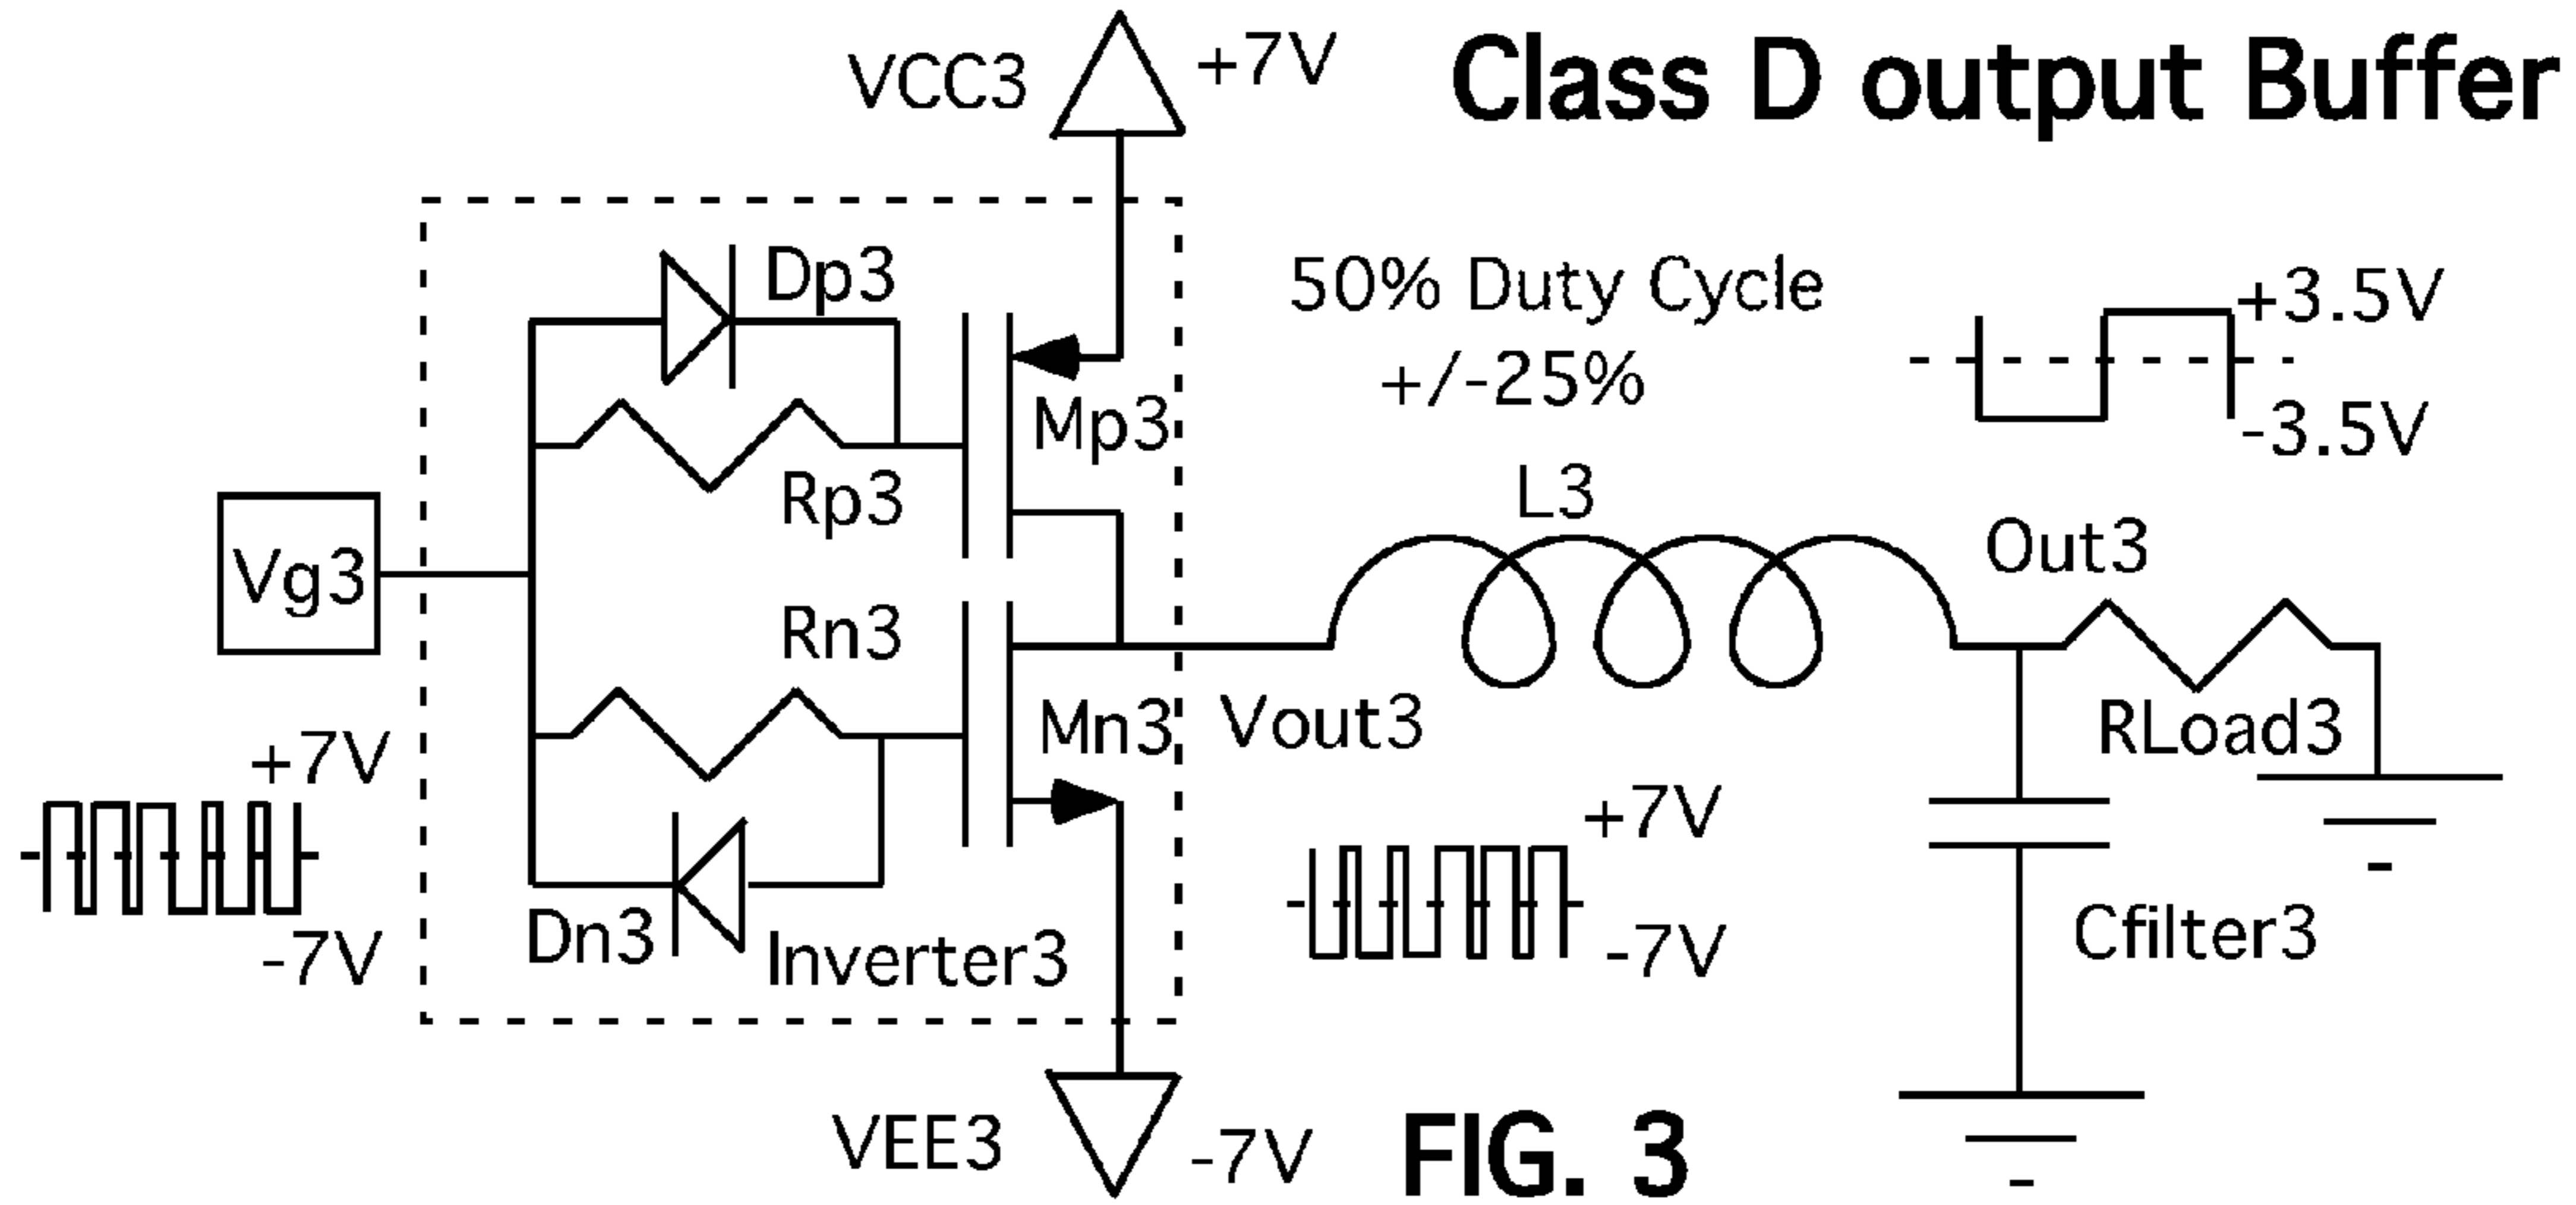 Class D output Buffer
VCC3
+7V
Dp3
50% Duty Cycle
+/-25%
+3.5V
-3.5V
Mp3
Rp3
L3
Out3
Vg3
Rn3
Mn3
Vout3
RLoad3
+7V
-7V
+7V
-7V
Dn3
Inverter3
Cfilter3
VEE3
-7V
FIG. 3